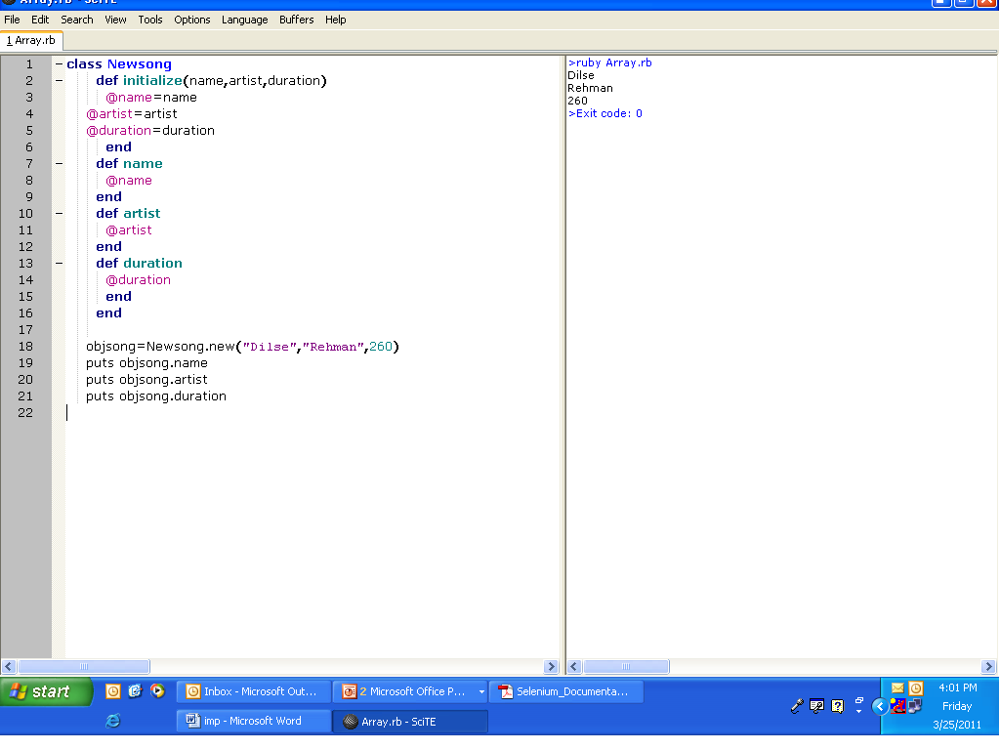 Array.rb - SciTE
File Edit Search View Tools Options Language Buffers Help
1 Array.rb
1 class Newsong
2 def initialize(name,artist,duration)
3 @name=name
4 @artist=artist
5 @duration=duration
6 end
7 def name
8 @name
9 end
10 def artist
11 @artist
12 end
13 def duration
14 @duration
15 end
16 end
17
18 objsong=Newsong.new("Dilse","Rehman",260)
19 puts objsong.name
20 puts objsong.artist
21 puts objsong.duration
22
>ruby Array.rb
Dilse
Rehman
260
>Exit code: 0
start
Inbox - Microsoft Out...
2 Microsoft Office P...
Selenium_Documenta...
imp - Microsoft Word
Array.rb - SciTE
4:01 PM
Friday
3/25/2011